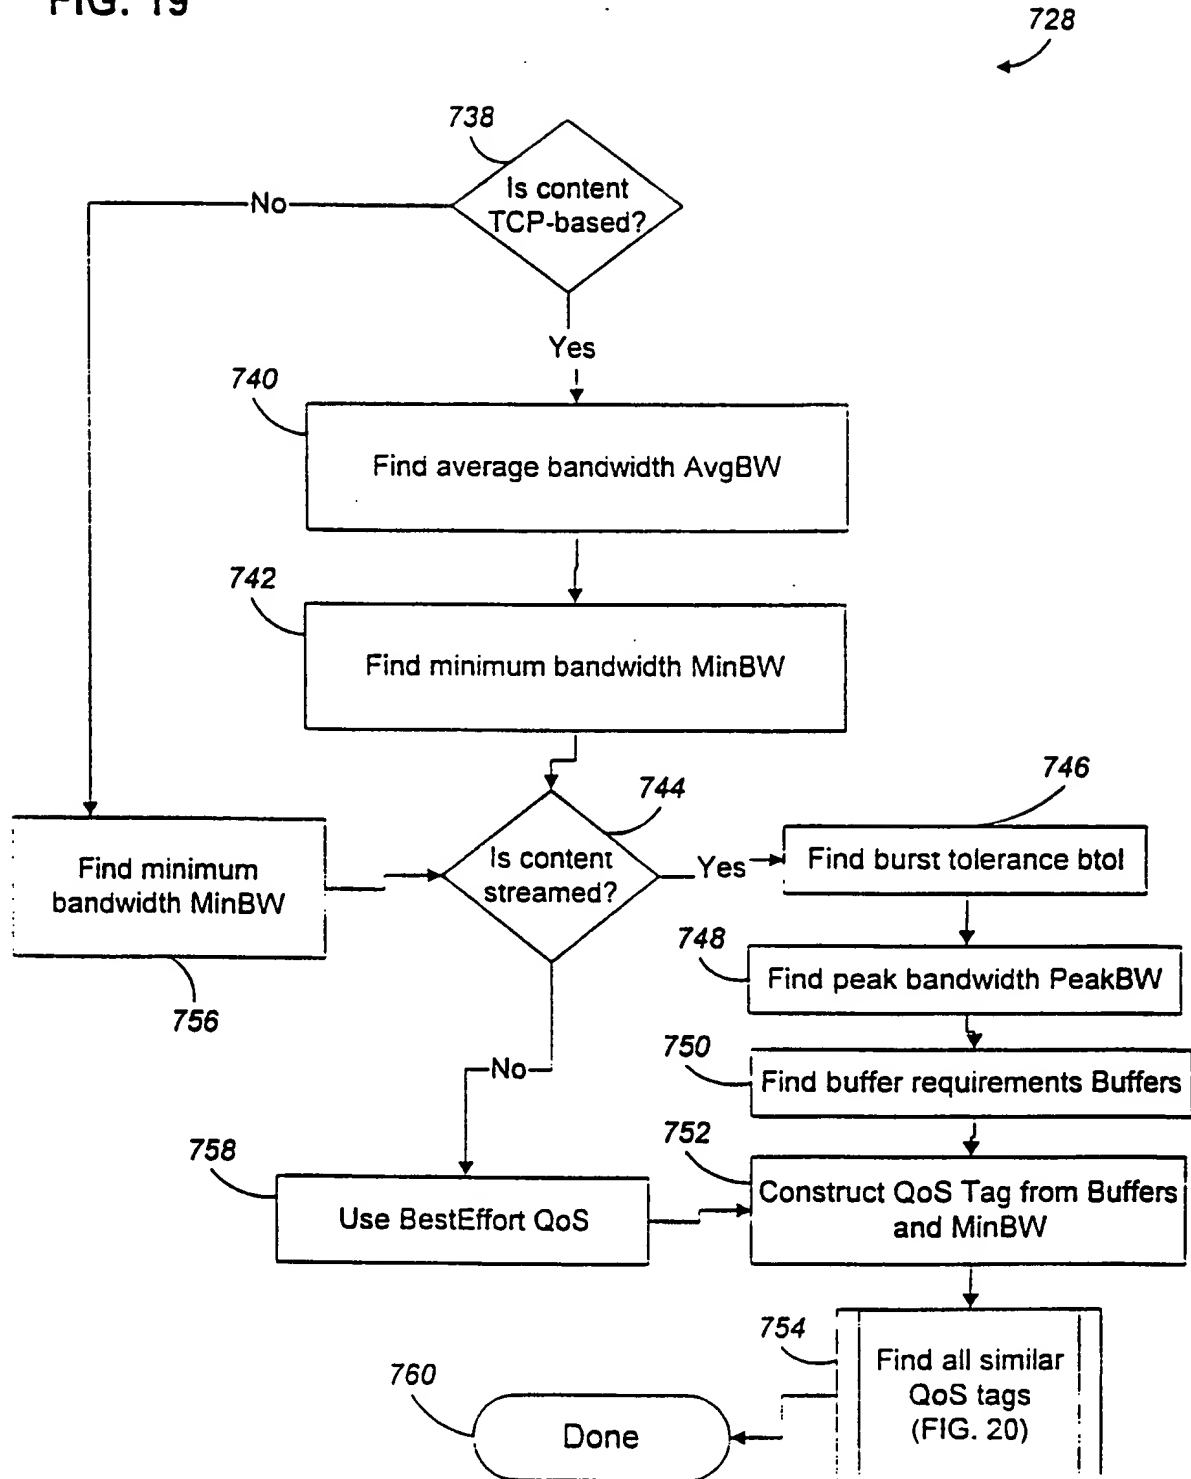 FIG. 19
728
738
Is content
TCP-based?
No
Yes
740
Find average bandwidth AvgBW
742
Find minimum bandwidth MinBW
744
Is content
streamed?
Yes
746
Find burst tolerance btol
Find minimum
bandwidth MinBW
756
748
Find peak bandwidth PeakBW
750
Find buffer requirements Buffers
No
752
Construct QoS Tag from Buffers
and MinBW
758
Use BestEffort QoS
754
Find all similar
QoS tags
(FIG. 20)
760
Done